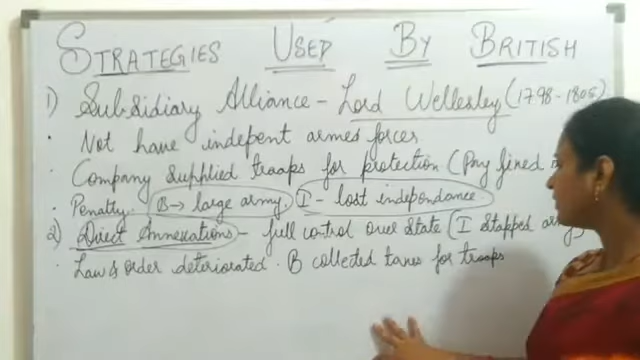 STRATEGIES USED BY BRITISH
1) Subsidiary Alliance - Lord Wellesley (1798-1805)
· Not have indepent armed forces
· Company supplied troops for protection (Pay fixed
· Penalty. B → large army. I - lost independance
2) Direct Annexations - full control over State (I stopped army)
· Law & order deteriorated · B collected taxes for troops